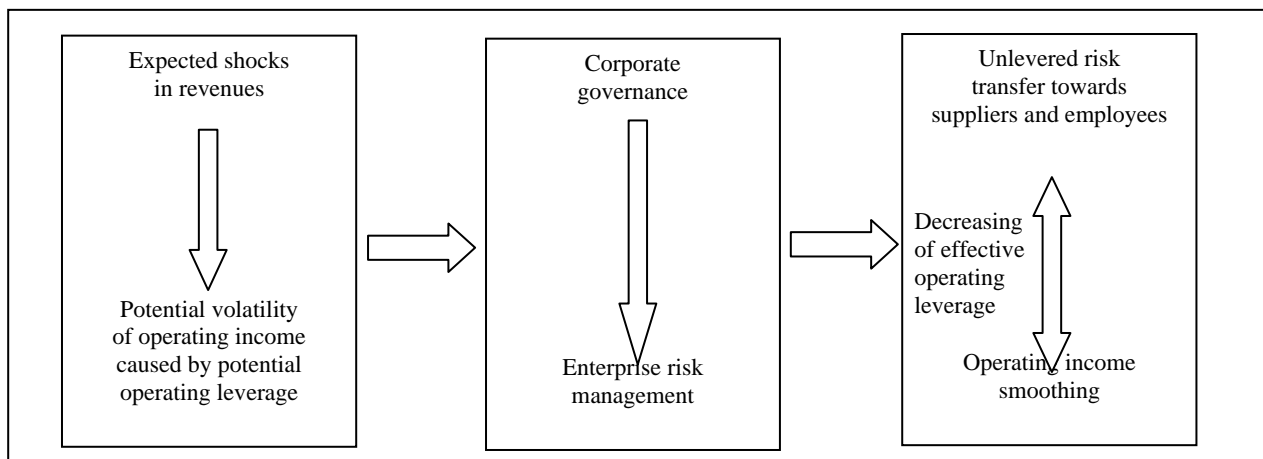 Expected shocks
in revenues
Potential volatility
of operating income
caused by potential
operating leverage
Corporate
governance
Enterprise risk
management
Unlevered risk
transfer towards
suppliers and employees
Decreasing
of effective
operating
leverage
Operating income
smoothing